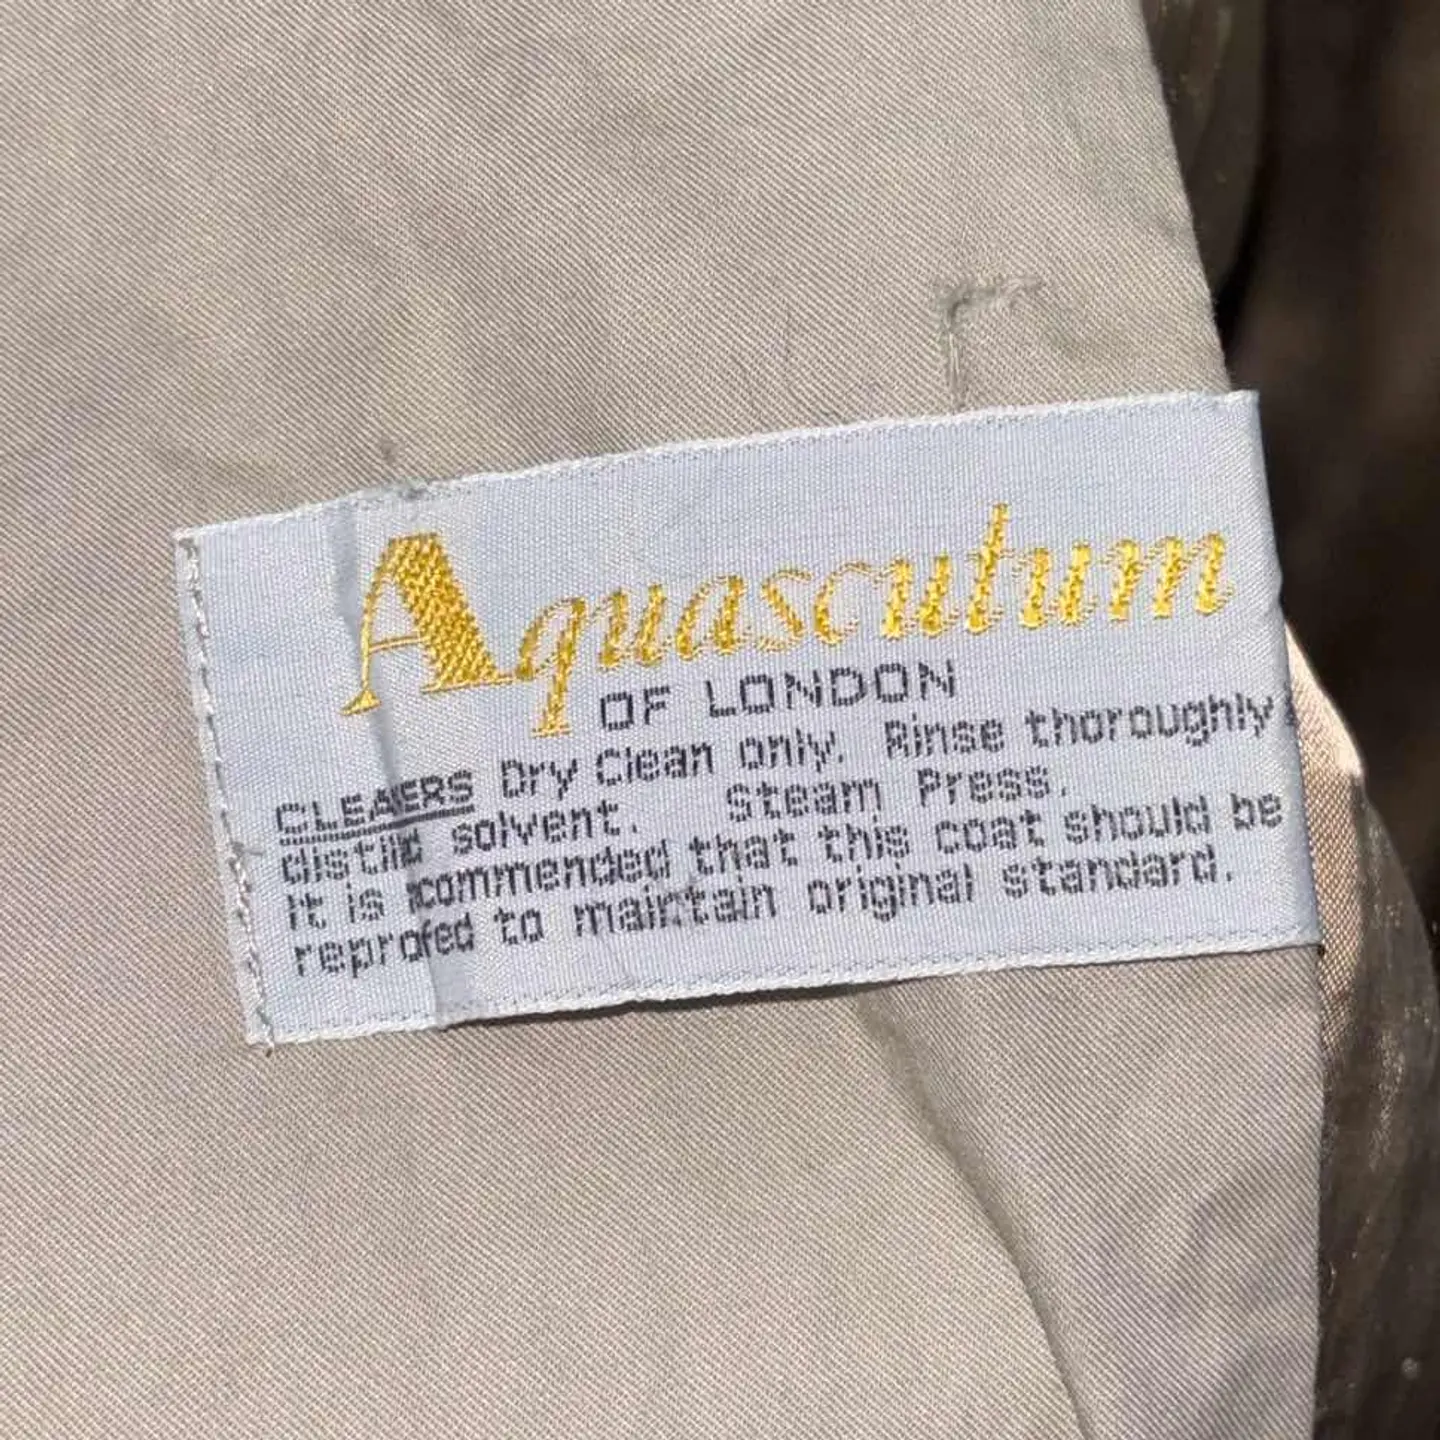 Aquascutum
OF LONDON
CLEAERS Dry Clean only. Rinse thoroughly
distilld solvent. Steam Press.
It is commended that this coat should be
reprofed to maintain original standard.